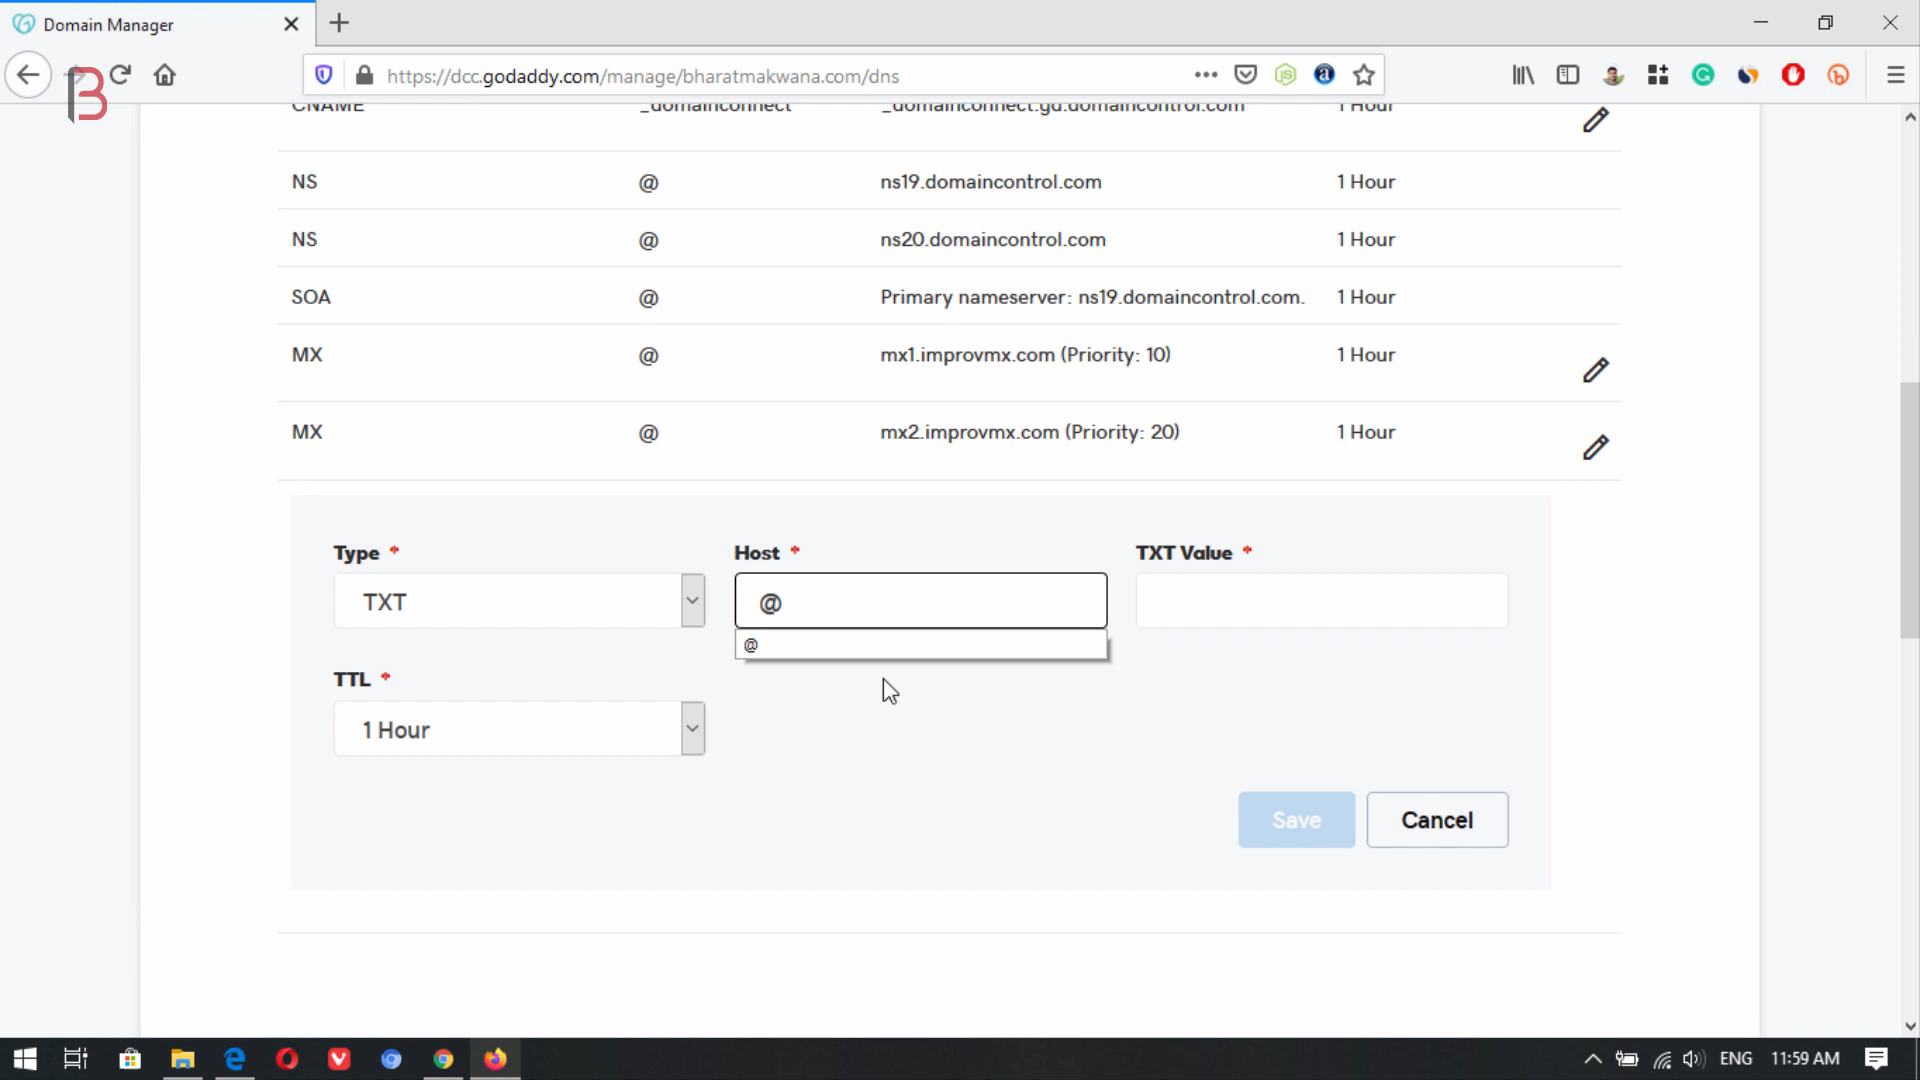 Domain Manager
https://dcc.godaddy.com/manage/bharatmakwana.com/dns
CNAME _domainconnect _domainconnect.gd.domaincontrol.com 1 Hour
NS @ ns19.domaincontrol.com 1 Hour
NS @ ns20.domaincontrol.com 1 Hour
SOA @ Primary nameserver: ns19.domaincontrol.com. 1 Hour
MX @ mx1.improvmx.com (Priority: 10) 1 Hour
MX @ mx2.improvmx.com (Priority: 20) 1 Hour
Type * Host * TXT Value *
TXT @
@
TTL *
1 Hour
Save Cancel
ENG 11:59 AM